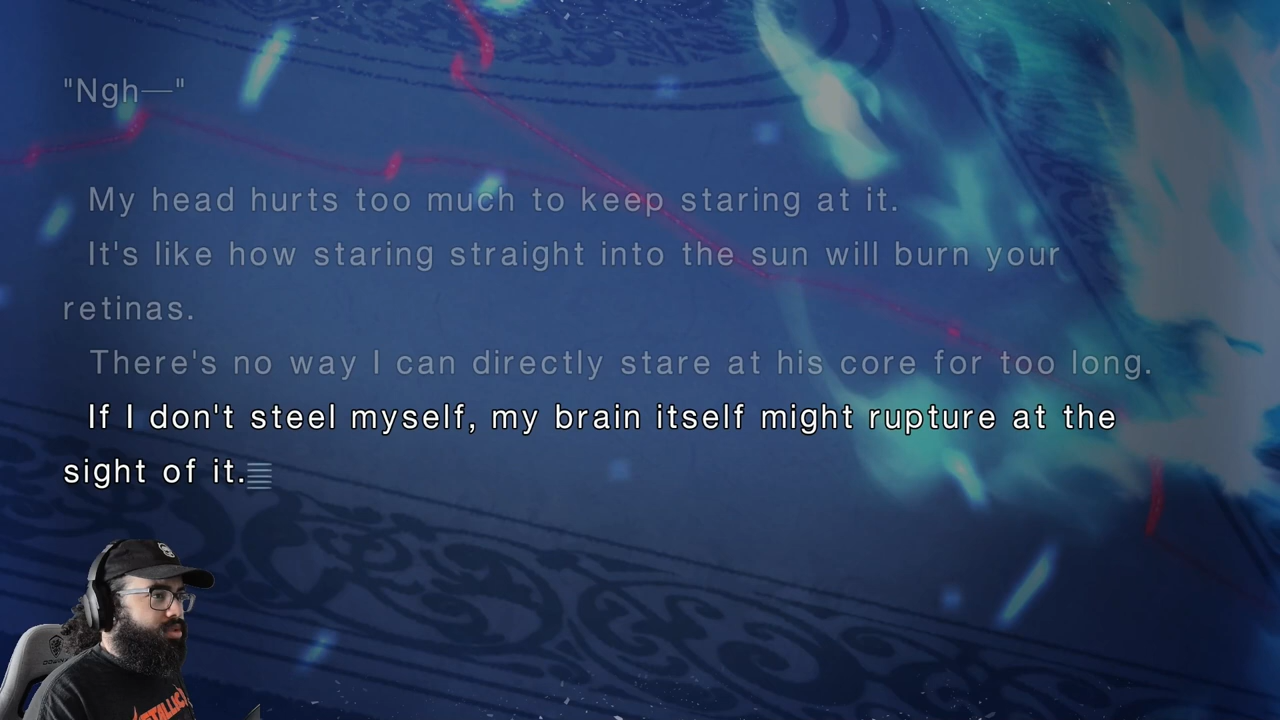 "Ngh—"
My head hurts too much to keep staring at it.
It's like how staring straight into the sun will burn your
retinas.
There's no way I can directly stare at his core for too long.
If I don't steel myself, my brain itself might rupture at the
sight of it.
METALLICA